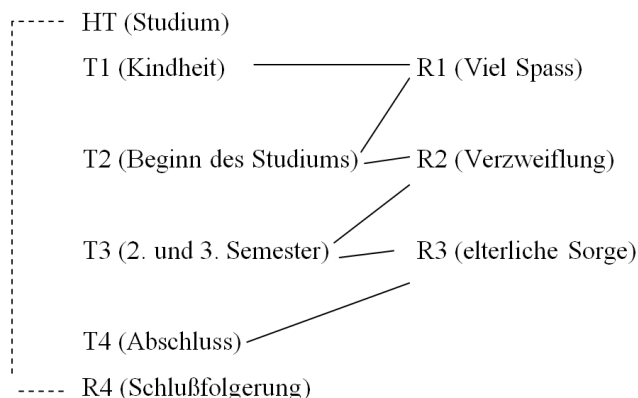 HT (Studium)
T1 (Kindheit) R1 (Viel Spass)
T2 (Beginn des Studiums) R2 (Verzweiflung)
T3 (2. und 3. Semester) R3 (elterliche Sorge)
T4 (Abschluss)
R4 (Schlußfolgerung)